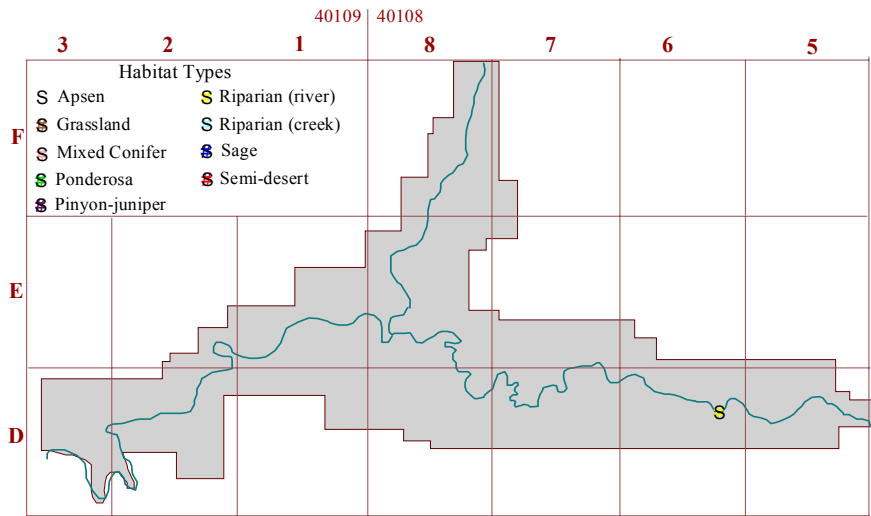 40109 40108
3 2 1 8 7 6 5
Habitat Types
S Apsen S Riparian (river)
S Grassland S Riparian (creek)
S Mixed Conifer S Sage
S Ponderosa S Semi-desert
S Pinyon-juniper
F
E
D
S